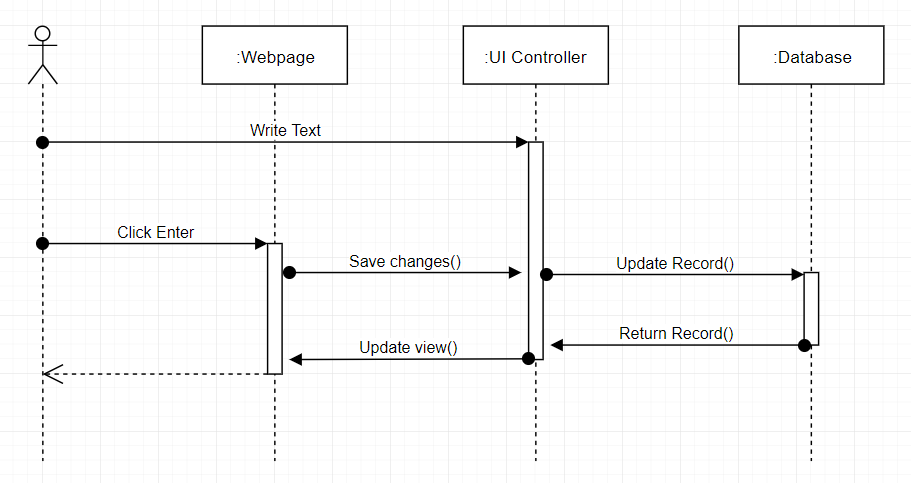 :Webpage
:UI Controller
:Database
Write Text
Click Enter
Save changes()
Update Record()
Return Record()
Update view()